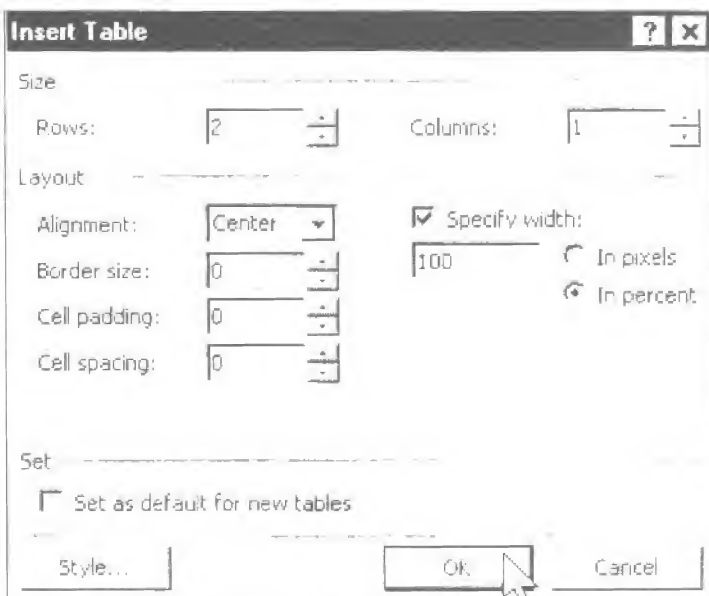 Insert Table ? X
Size
Rows: 2 Columns: 1
Layout
Alignment: Center Specify width:
Border size: 0 100 In pixels
Cell padding: 0 In percent
Cell spacing: 0
Set
Set as default for new tables
Style... OK Cancel